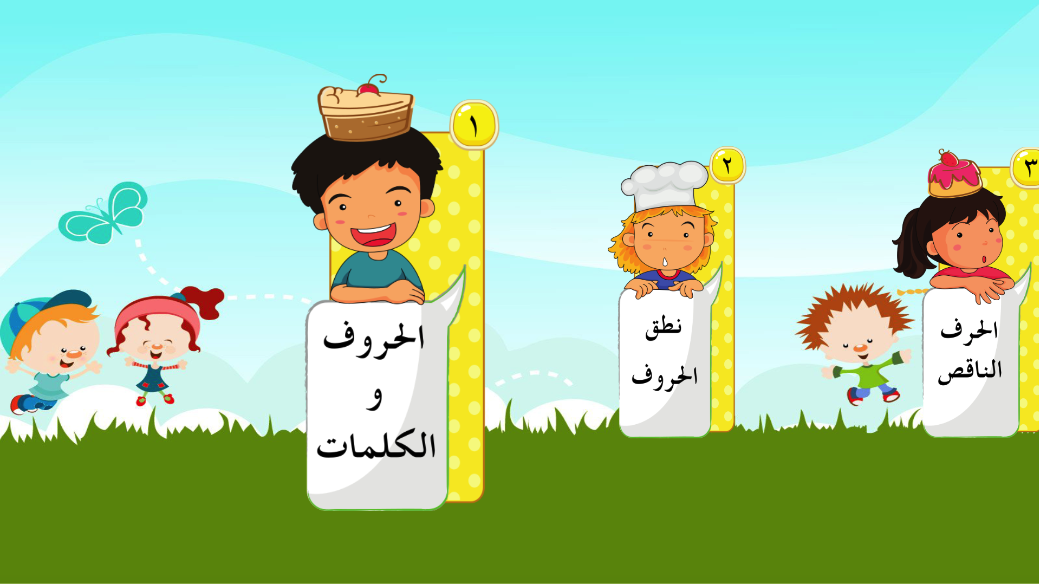 ١
الحروف
و
الكلمات
٢
نطق
الحروف
٣
الحرف
الناقص